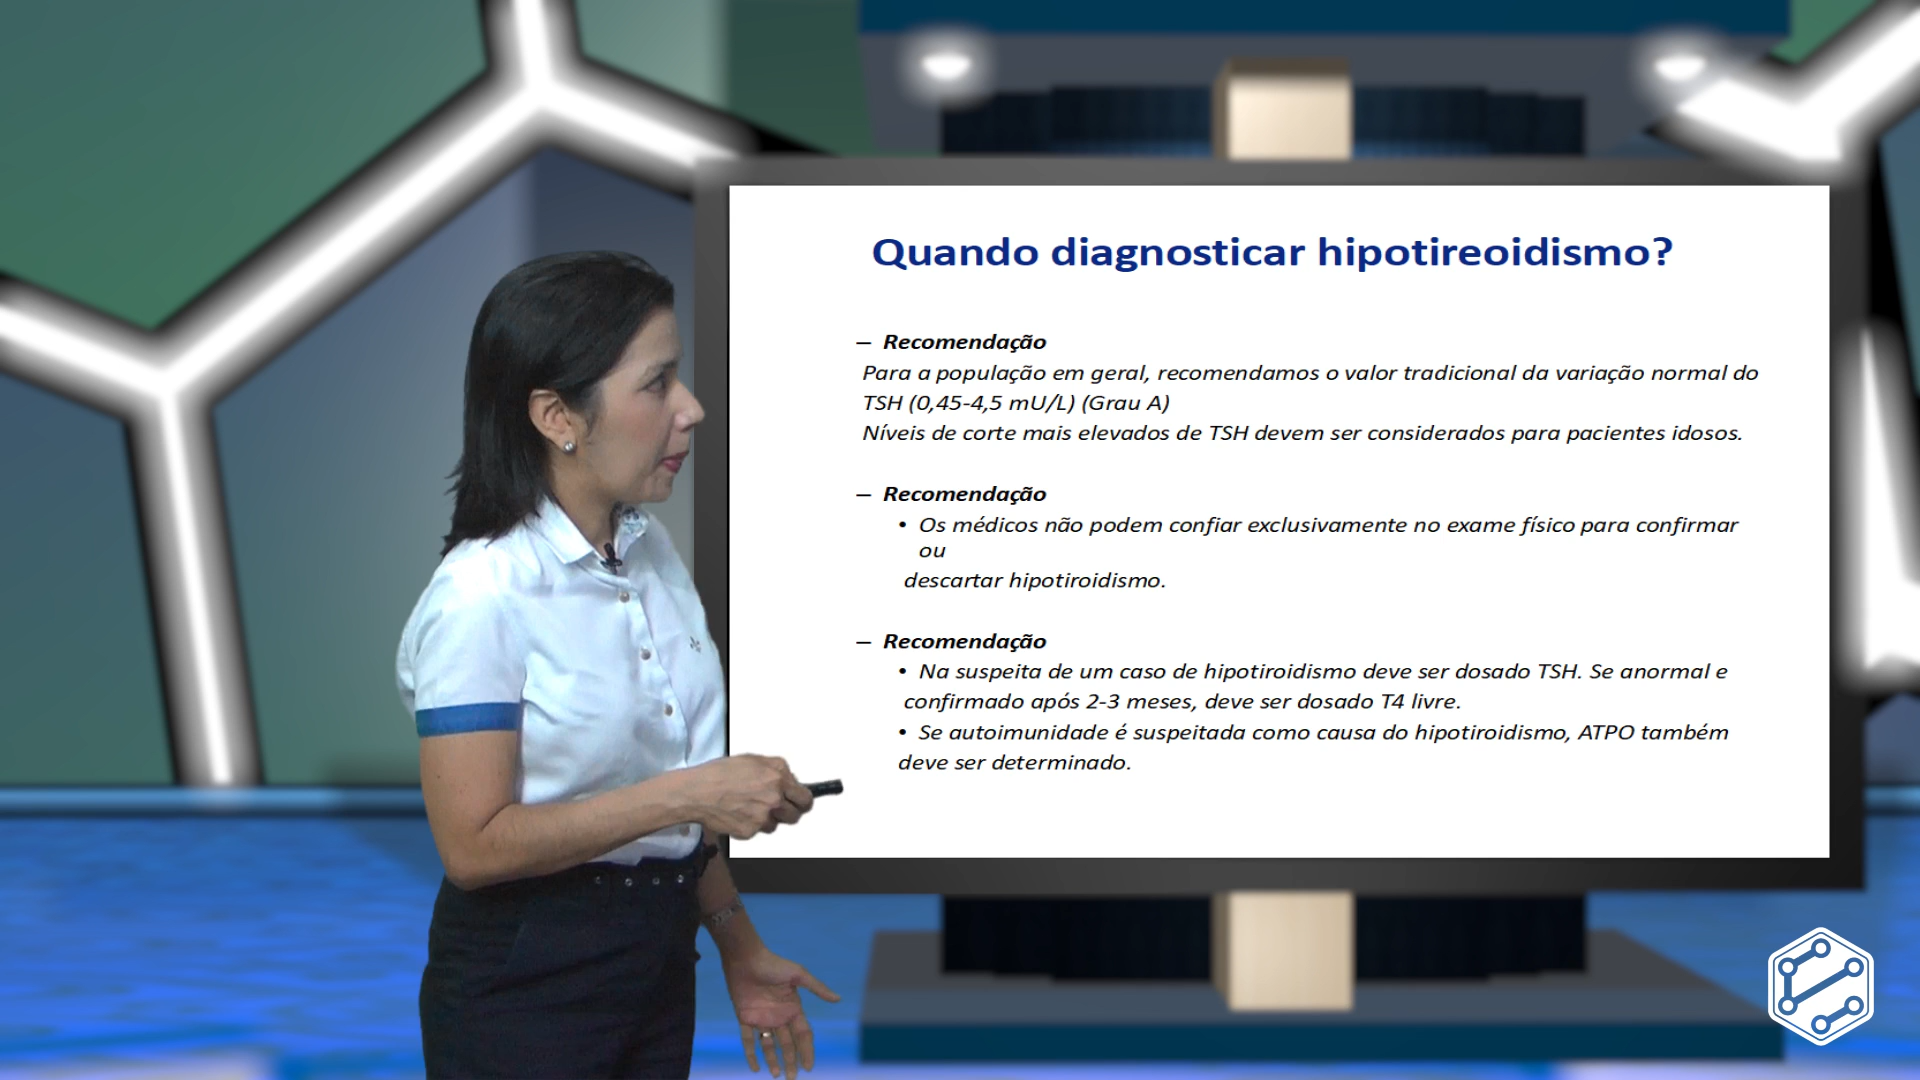 Quando diagnosticar hipotireoidismo?
– Recomendação
Para a população em geral, recomendamos o valor tradicional da variação normal do
TSH (0,45-4,5 mU/L) (Grau A)
Níveis de corte mais elevados de TSH devem ser considerados para pacientes idosos.
– Recomendação
• Os médicos não podem confiar exclusivamente no exame físico para confirmar
ou
descartar hipotiroidismo.
– Recomendação
• Na suspeita de um caso de hipotiroidismo deve ser dosado TSH. Se anormal e
confirmado após 2-3 meses, deve ser dosado T4 livre.
• Se autoimunidade é suspeitada como causa do hipotiroidismo, ATPO também
deve ser determinado.